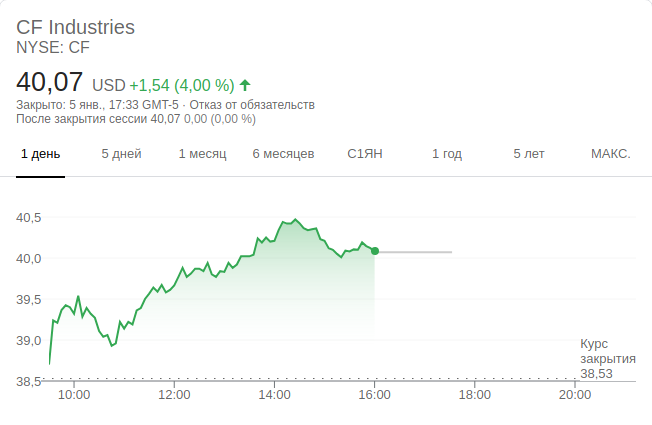 CF Industries
NYSE: CF
40,07 USD +1,54 (4,00 %)
Закрыто: 5 янв., 17:33 GMT-5 · Отказ от обязательств
После закрытия сессии 40,07 0,00 (0,00 %)
1 день 5 дней 1 месяц 6 месяцев С1ЯН 1 год 5 лет МАКС.
40,5
40,0
39,5
39,0
38,5
Курс
закрытия
38,53
10:00 12:00 14:00 16:00 18:00 20:00